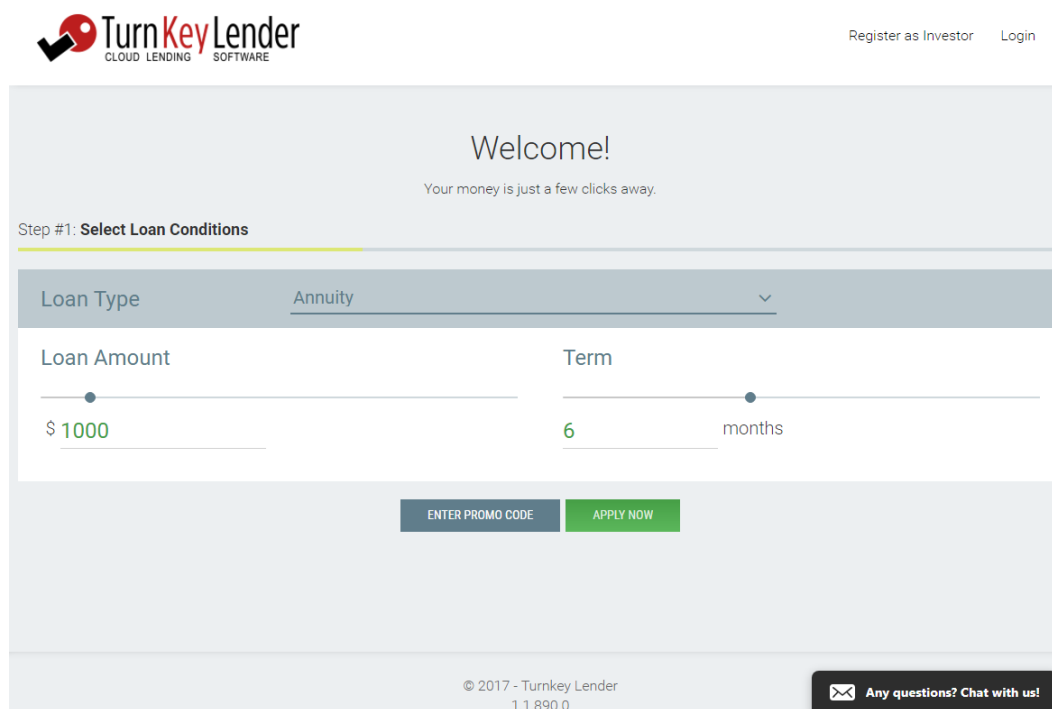 TurnKey Lender
CLOUD LENDING SOFTWARE
Register as Investor Login
Welcome!
Your money is just a few clicks away.
Step #1: Select Loan Conditions
Loan Type Annuity
Loan Amount Term
$ 1000 6 months
ENTER PROMO CODE APPLY NOW
© 2017 - Turnkey Lender
1.1.890.0
Any questions? Chat with us!